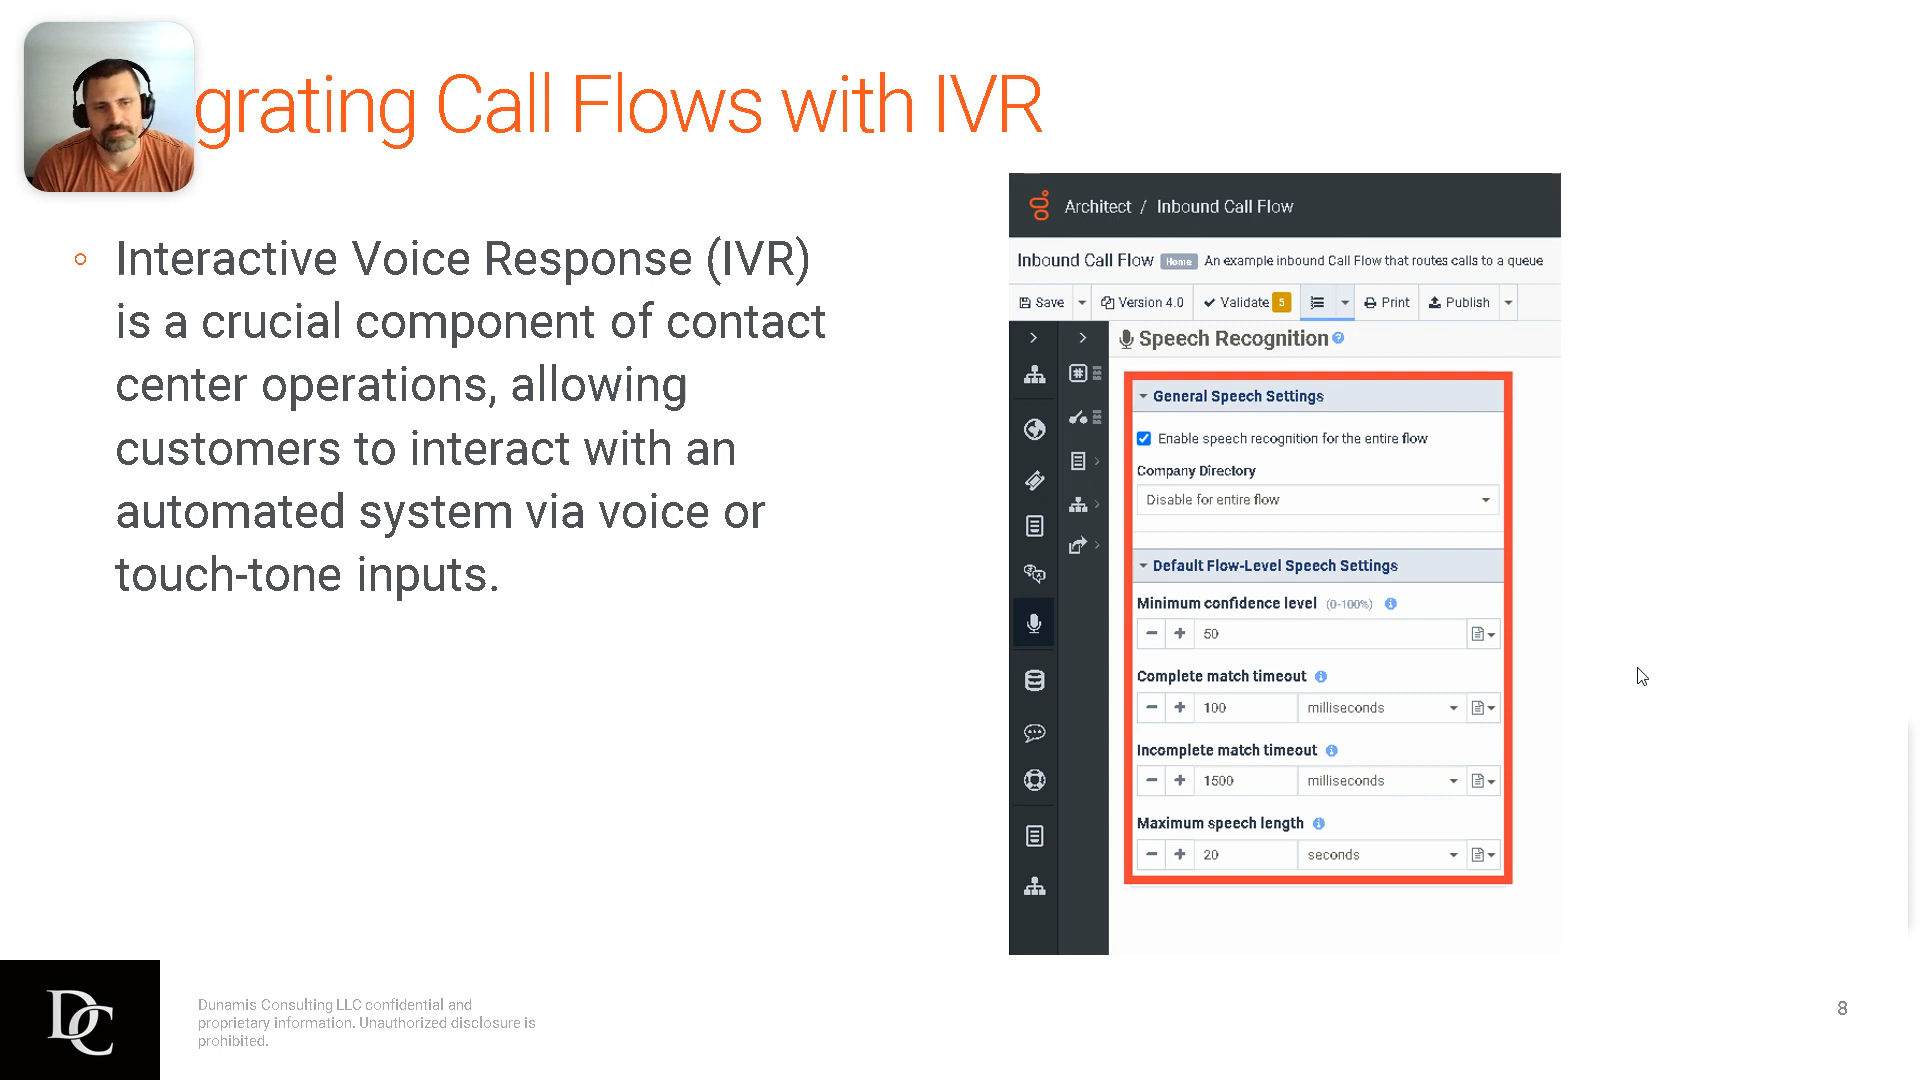 grating Call Flows with IVR
Interactive Voice Response (IVR)
is a crucial component of contact
center operations, allowing
customers to interact with an
automated system via voice or
touch-tone inputs.
Architect / Inbound Call Flow
Inbound Call Flow Home An example inbound Call Flow that routes calls to a queue
Save Version 4.0 Validate 5 Print Publish
Speech Recognition
General Speech Settings
Enable speech recognition for the entire flow
Company Directory
Disable for entire flow
Default Flow-Level Speech Settings
Minimum confidence level (0-100%)
50
Complete match timeout
100 milliseconds
Incomplete match timeout
1500 milliseconds
Maximum speech length
20 seconds
DC
Dunamis Consulting LLC confidential and
proprietary information. Unauthorized disclosure is
prohibited.
8